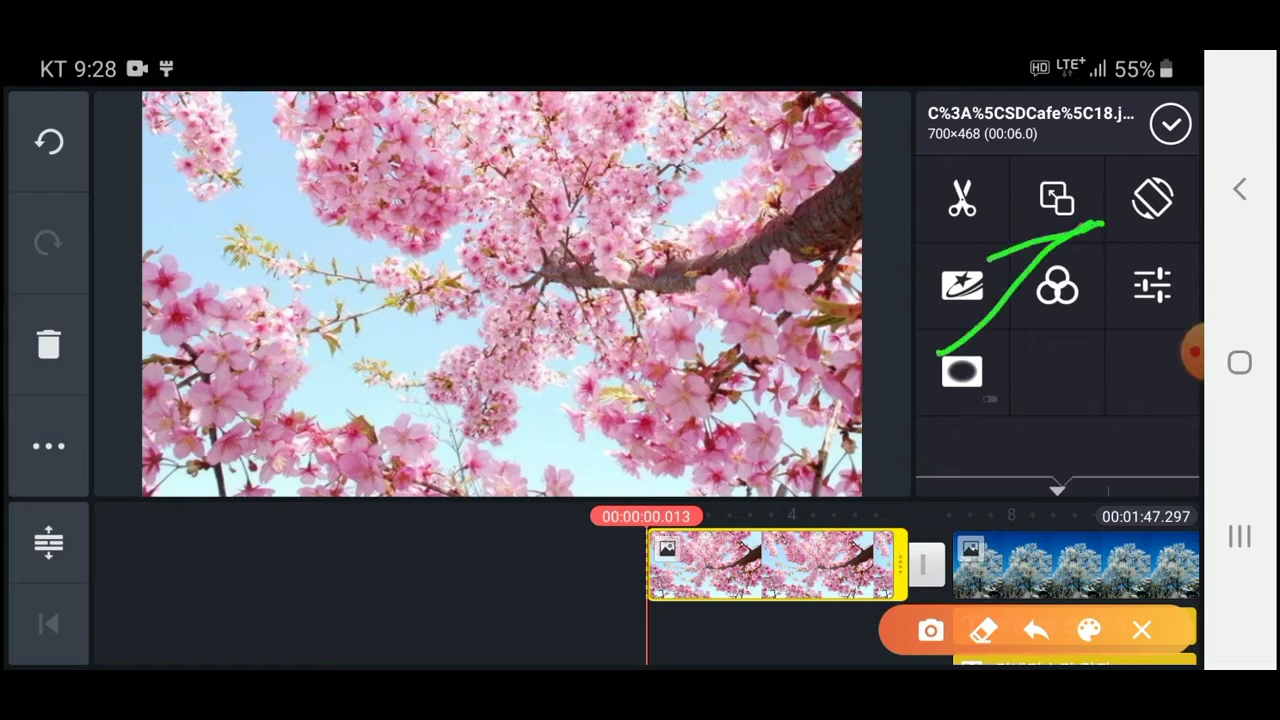 KT 9:28
HD LTE+ 55%
C%3A%5CSDCafe%5C18.j...
700×468 (00:06.0)
00:00:00.013
4
8
00:01:47.297